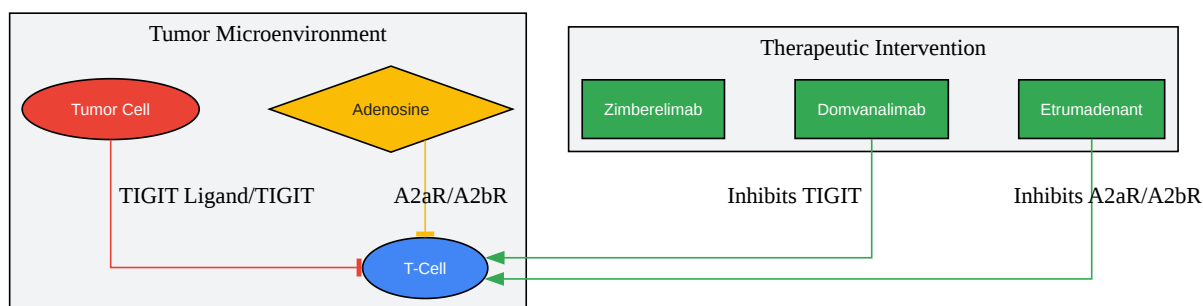 Tumor Microenvironment
Therapeutic Intervention
Tumor Cell
Adenosine
Zimberelimab
Domvanalimab
Etrumadenant
TIGIT Ligand/TIGIT
A2aR/A2bR
Inhibits TIGIT
Inhibits A2aR/A2bR
T-Cell